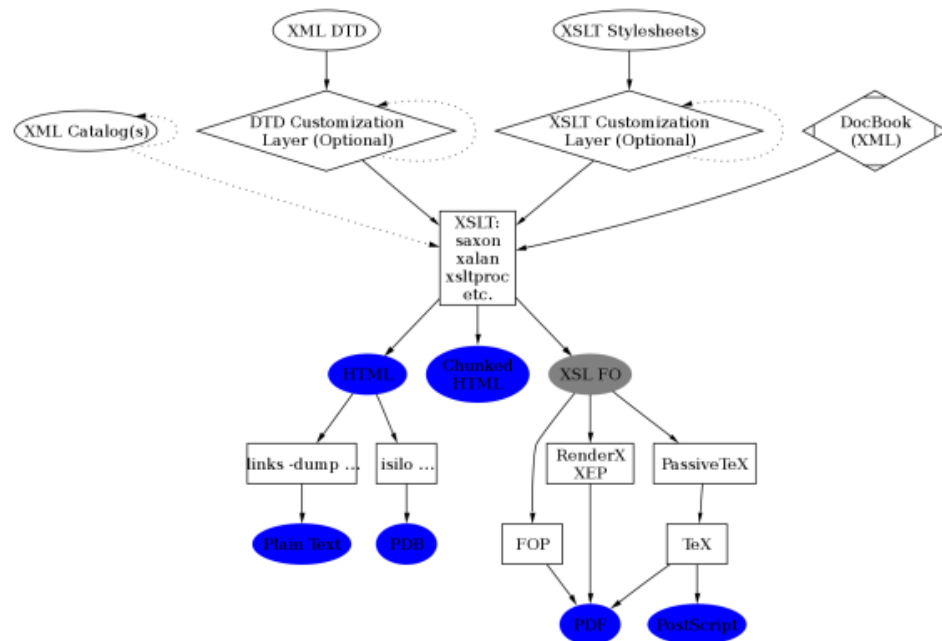 XML DTD
XSLT Stylesheets
XML Catalog(s)
DTD Customization
Layer (Optional)
XSLT Customization
Layer (Optional)
DocBook
(XML)
XSLT:
saxon
xalan
xsltproc
etc.
HTML
Chunked
HTML
XSL FO
links -dump ...
isilo ...
RenderX
XEP
PassiveTeX
Plain Text
PDB
FOP
TeX
PDF
PostScript